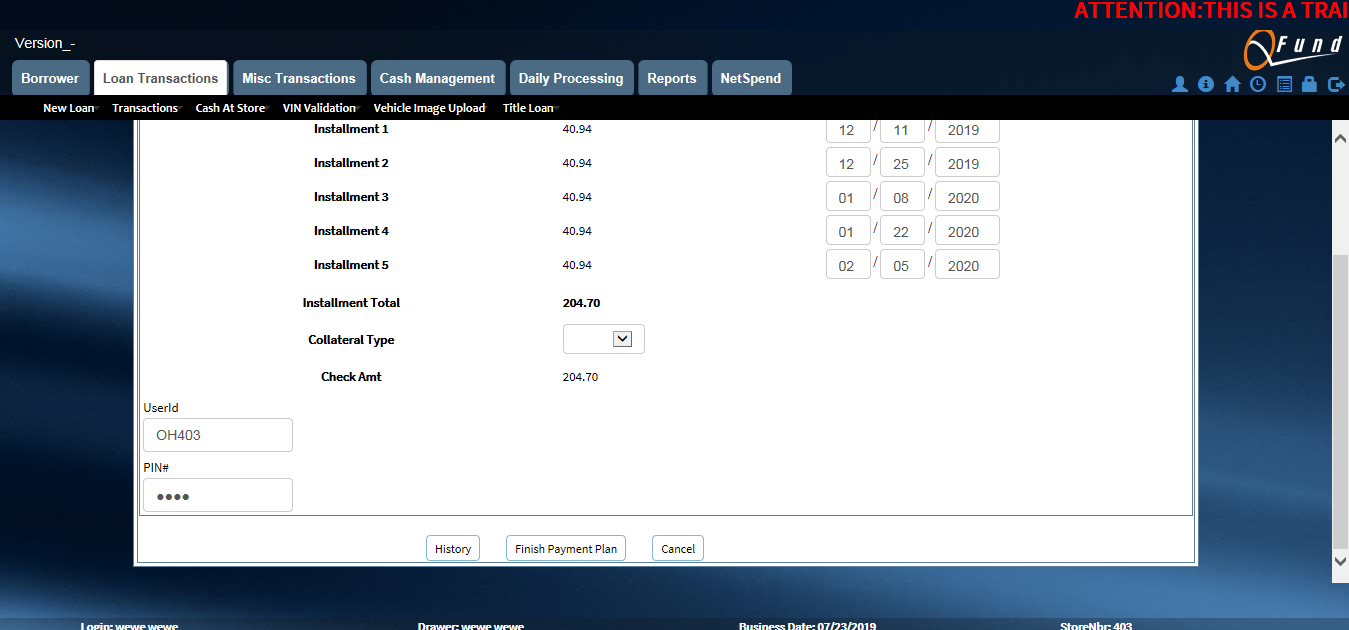 ATTENTION:THIS IS A TRAI
Version_-
QFund
Borrower Loan Transactions Misc Transactions Cash Management Daily Processing Reports NetSpend
New Loan Transactions Cash At Store VIN Validation Vehicle Image Upload Title Loan
Installment 1 40.94 12 / 11 / 2019
Installment 2 40.94 12 / 25 / 2019
Installment 3 40.94 01 / 08 / 2020
Installment 4 40.94 01 / 22 / 2020
Installment 5 40.94 02 / 05 / 2020
Installment Total 204.70
Collateral Type
Check Amt 204.70
UserId
OH403
PIN#
●●●●
History Finish Payment Plan Cancel
Login: wewe wewe Drawer: wewe wewe Business Date: 07/23/2019 StoreNbr: 403